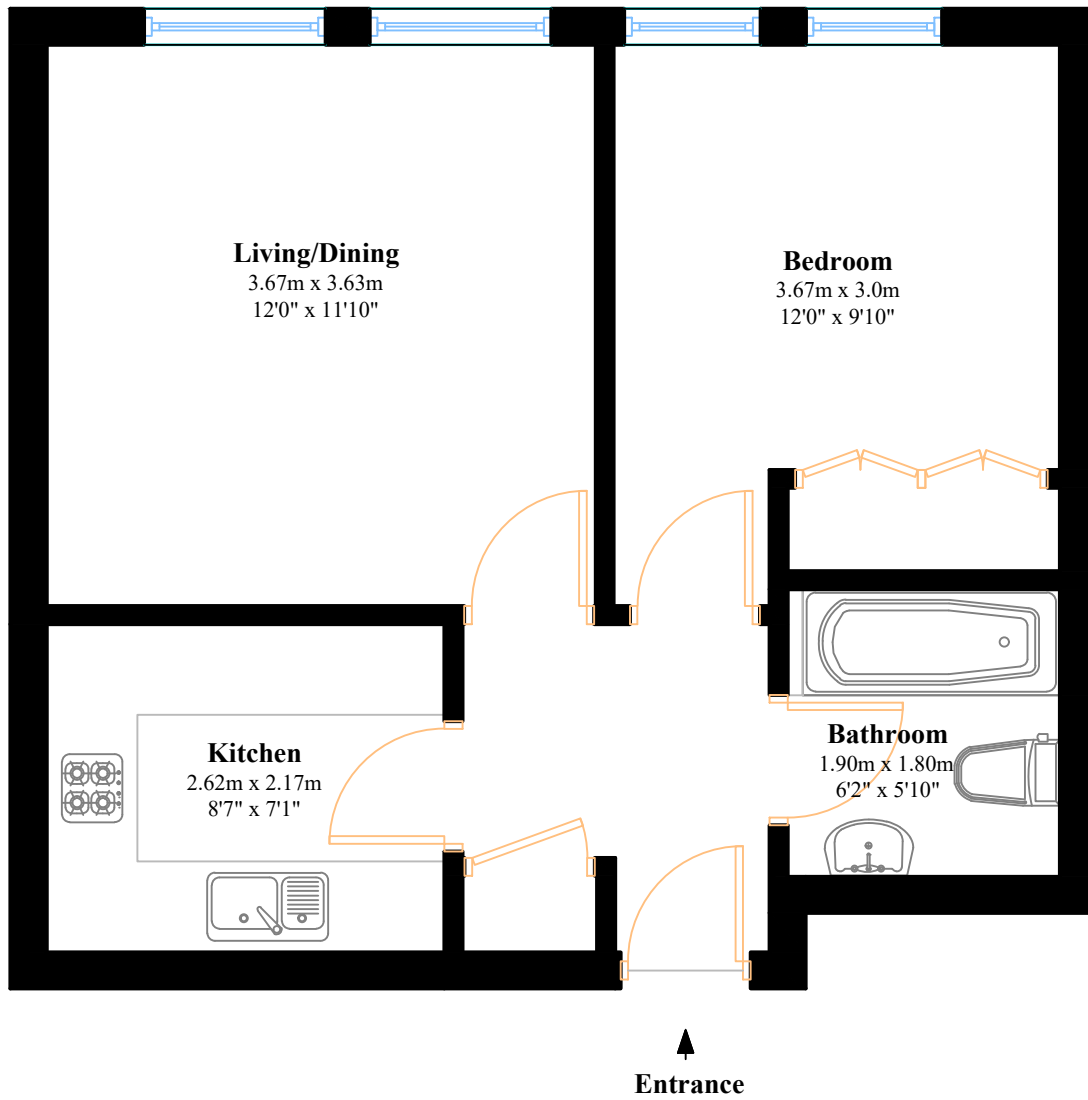 Living/Dining
3.67m x 3.63m
12'0" x 11'10"
Bedroom
3.67m x 3.0m
12'0" x 9'10"
Kitchen
2.62m x 2.17m
8'7" x 7'1"
Bathroom
1.90m x 1.80m
6'2" x 5'10"
Entrance